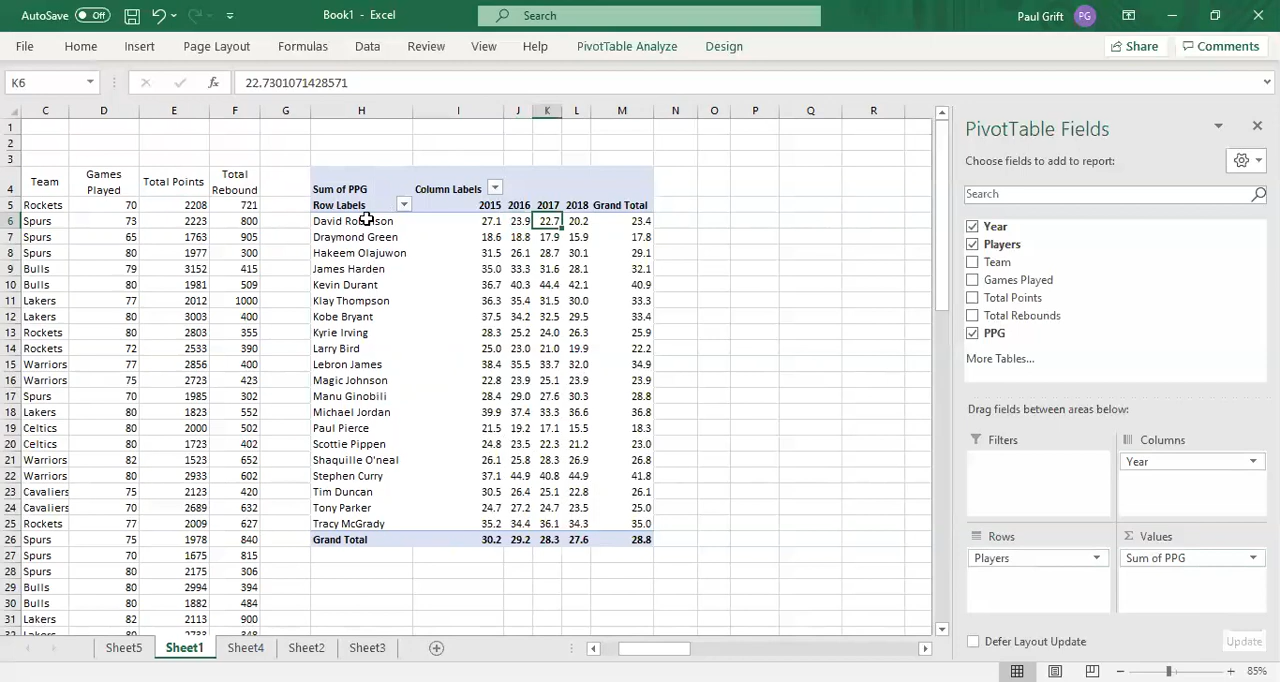 AutoSave Off Book1 - Excel Search Paul Grift PG
File Home Insert Page Layout Formulas Data Review View Help PivotTable Analyze Design Share Comments
K6 fx 22.7301071428571
C D E F G H I J K L M N O P Q R
PivotTable Fields
Choose fields to add to report:
Search
Year
Players
Team
Games Played
Total Points
Total Rebounds
PPG
More Tables...
Drag fields between areas below:
Filters Columns
Year
Rows Values
Players Sum of PPG
Defer Layout Update Update
1
2
3
4 Team Games Played Total Points Total Rebound Sum of PPG Column Labels
5 Rockets 70 2208 721 Row Labels 2015 2016 2017 2018 Grand Total
6 Spurs 73 2223 800 David Ro son 27.1 23.9 22.7 20.2 23.4
7 Spurs 65 1763 905 Draymond Green 18.6 18.8 17.9 15.9 17.8
8 Spurs 80 1977 300 Hakeem Olajuwon 31.5 26.1 28.7 30.1 29.1
9 Bulls 79 3152 415 James Harden 35.0 33.3 31.6 28.1 32.1
10 Bulls 80 1981 509 Kevin Durant 36.7 40.3 44.4 42.1 40.9
11 Lakers 77 2012 1000 Klay Thompson 36.3 35.4 31.5 30.0 33.3
12 Lakers 80 3003 400 Kobe Bryant 37.5 34.2 32.5 29.5 33.4
13 Rockets 80 2803 355 Kyrie Irving 28.3 25.2 24.0 26.3 25.9
14 Rockets 72 2533 390 Larry Bird 25.0 23.0 21.0 19.9 22.2
15 Warriors 77 2856 400 Lebron James 38.4 35.5 33.7 32.0 34.9
16 Warriors 75 2723 423 Magic Johnson 22.8 23.9 25.1 23.9 23.9
17 Spurs 70 1985 302 Manu Ginobili 28.4 29.0 27.6 30.3 28.8
18 Lakers 80 1823 552 Michael Jordan 39.9 37.4 33.3 36.6 36.8
19 Celtics 80 2000 502 Paul Pierce 21.5 19.2 17.1 15.5 18.3
20 Celtics 80 1723 402 Scottie Pippen 24.8 23.5 22.3 21.2 23.0
21 Warriors 82 1523 652 Shaquille O'neal 26.1 25.8 28.3 26.9 26.8
22 Warriors 80 2933 602 Stephen Curry 37.1 44.9 40.8 44.9 41.8
23 Cavaliers 75 2123 420 Tim Duncan 30.5 26.4 25.1 22.8 26.1
24 Cavaliers 70 2689 632 Tony Parker 24.7 27.2 24.7 23.5 25.0
25 Rockets 77 2009 627 Tracy McGrady 35.2 34.4 36.1 34.3 35.0
26 Spurs 75 1978 840 Grand Total 30.2 29.2 28.3 27.6 28.8
27 Spurs 70 1675 815
28 Spurs 80 2175 306
29 Bulls 80 2994 394
30 Bulls 80 1882 484
31 Lakers 82 2113 900
Sheet5 Sheet1 Sheet4 Sheet2 Sheet3
85%